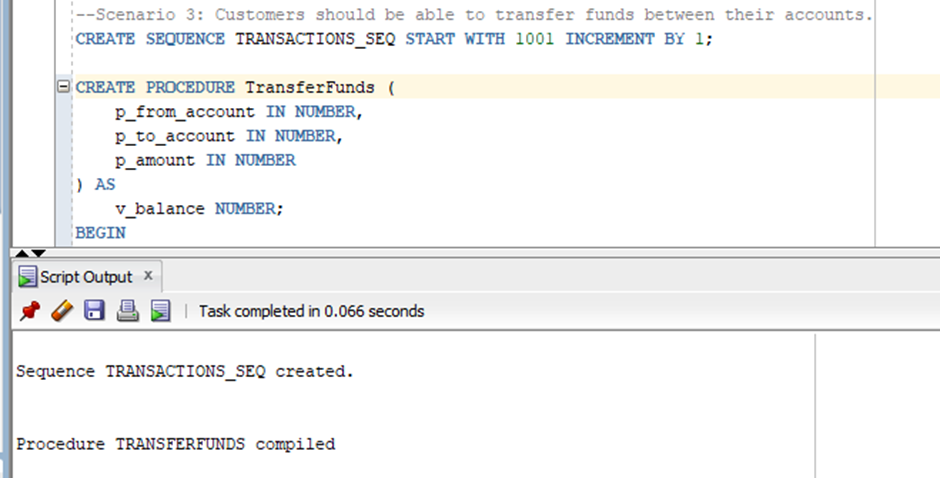 --Scenario 3: Customers should be able to transfer funds between their accounts.
CREATE SEQUENCE TRANSACTIONS_SEQ START WITH 1001 INCREMENT BY 1;
CREATE PROCEDURE TransferFunds (
p_from_account IN NUMBER,
p_to_account IN NUMBER,
p_amount IN NUMBER
) AS
v_balance NUMBER;
BEGIN
Script Output x
Task completed in 0.066 seconds
Sequence TRANSACTIONS_SEQ created.
Procedure TRANSFERFUNDS compiled